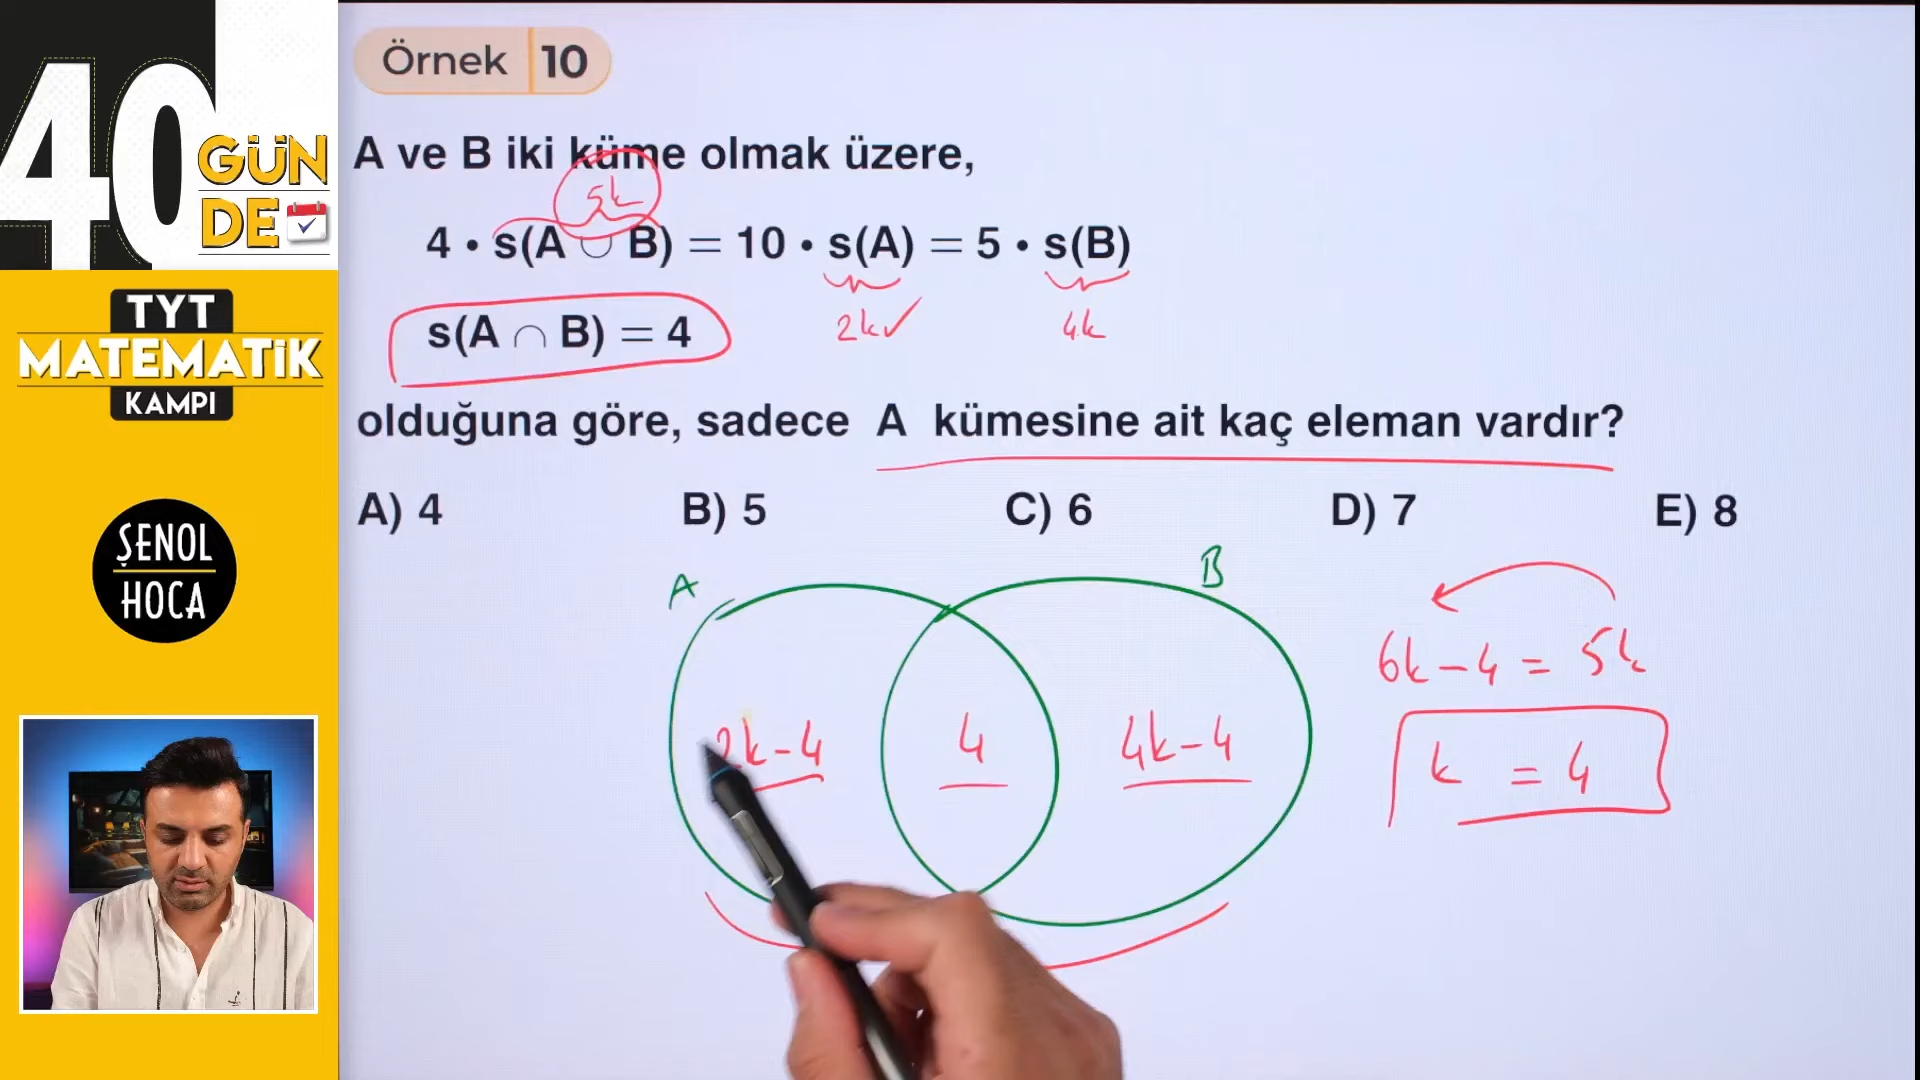 40
GÜN
DE
TYT
MATEMATİK
KAMPI
ŞENOL
HOCA
Örnek 10
A ve B iki küme olmak üzere,
5k
4 • s(A ∪ B) = 10 • s(A) = 5 • s(B)
2k✓ 4k
s(A ∩ B) = 4
olduğuna göre, sadece A kümesine ait kaç eleman vardır?
A) 4 B) 5 C) 6 D) 7 E) 8
A B
6k-4 = 5k
2k-4 4 4k-4
k = 4